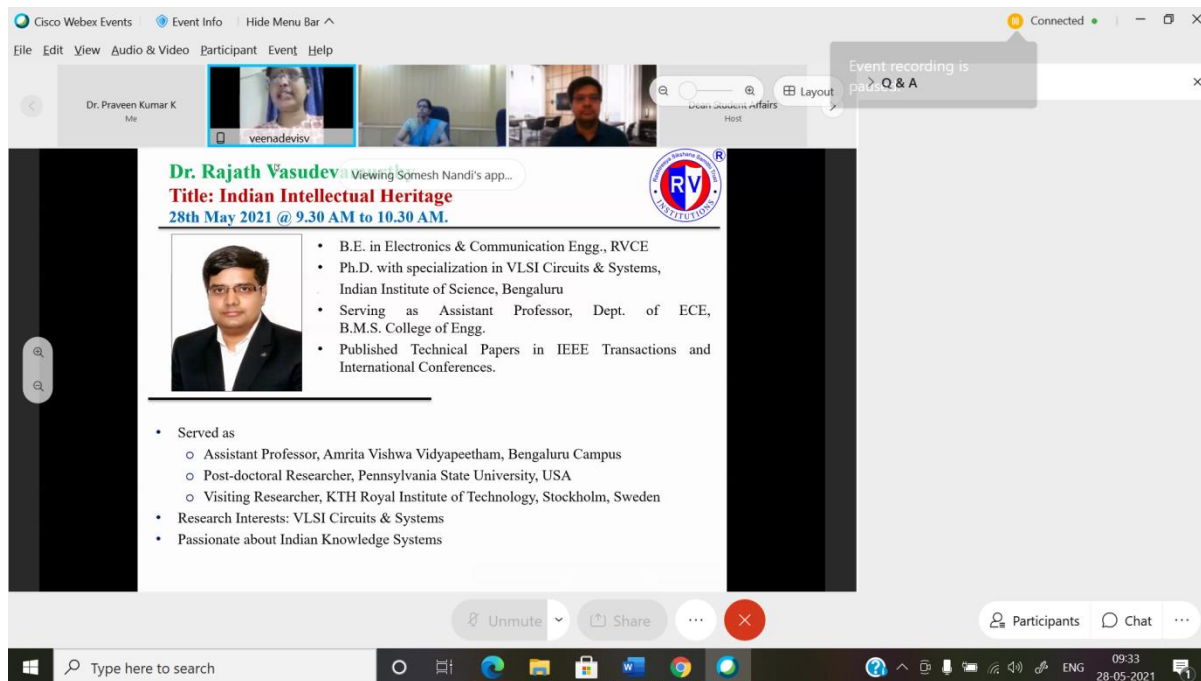 Cisco Webex Events
Event Info
Hide Menu Bar
Connected
File Edit View Audio & Video Participant Event Help
Event recording is
paused.
Q & A
Dr. Praveen Kumar K
Me
veenadevisv
Layout
Dean Student Affairs
Host
Dr. Rajath Vasudeva
Viewing Somesh Nandi's app...
Title: Indian Intellectual Heritage
28th May 2021 @ 9.30 AM to 10.30 AM.
RV
INSTITUTIONS
• B.E. in Electronics & Communication Engg., RVCE
• Ph.D. with specialization in VLSI Circuits & Systems,
Indian Institute of Science, Bengaluru
• Serving as Assistant Professor, Dept. of ECE,
B.M.S. College of Engg.
• Published Technical Papers in IEEE Transactions and
International Conferences.
• Served as
o Assistant Professor, Amrita Vishwa Vidyapeetham, Bengaluru Campus
o Post-doctoral Researcher, Pennsylvania State University, USA
o Visiting Researcher, KTH Royal Institute of Technology, Stockholm, Sweden
• Research Interests: VLSI Circuits & Systems
• Passionate about Indian Knowledge Systems
Unmute
Share
Participants
Chat
Type here to search
ENG
09:33
28-05-2021